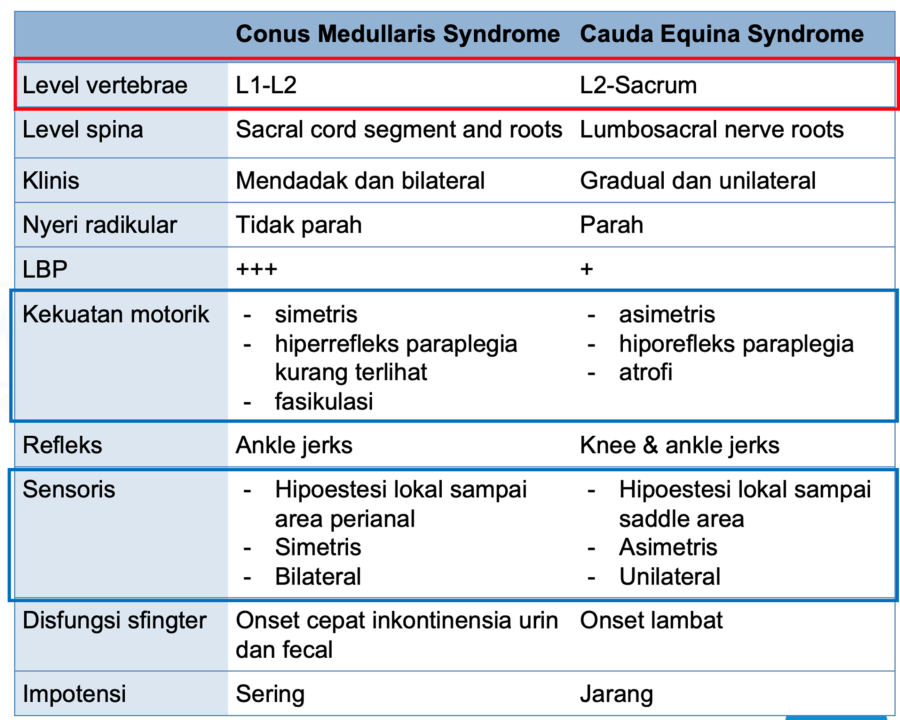 Conus Medullaris Syndrome Cauda Equina Syndrome
Level vertebrae L1-L2 L2-Sacrum
Level spina Sacral cord segment and roots Lumbosacral nerve roots
Klinis Mendadak dan bilateral Gradual dan unilateral
Nyeri radikular Tidak parah Parah
LBP +++ +
Kekuatan motorik - simetris - asimetris
- hiperrefleks paraplegia - hiporefleks paraplegia
kurang terlihat - atrofi
- fasikulasi
Refleks Ankle jerks Knee & ankle jerks
Sensoris - Hipoestesi lokal sampai - Hipoestesi lokal sampai
area perianal saddle area
- Simetris - Asimetris
- Bilateral - Unilateral
Disfungsi sfingter Onset cepat inkontinensia urin Onset lambat
dan fecal
Impotensi Sering Jarang